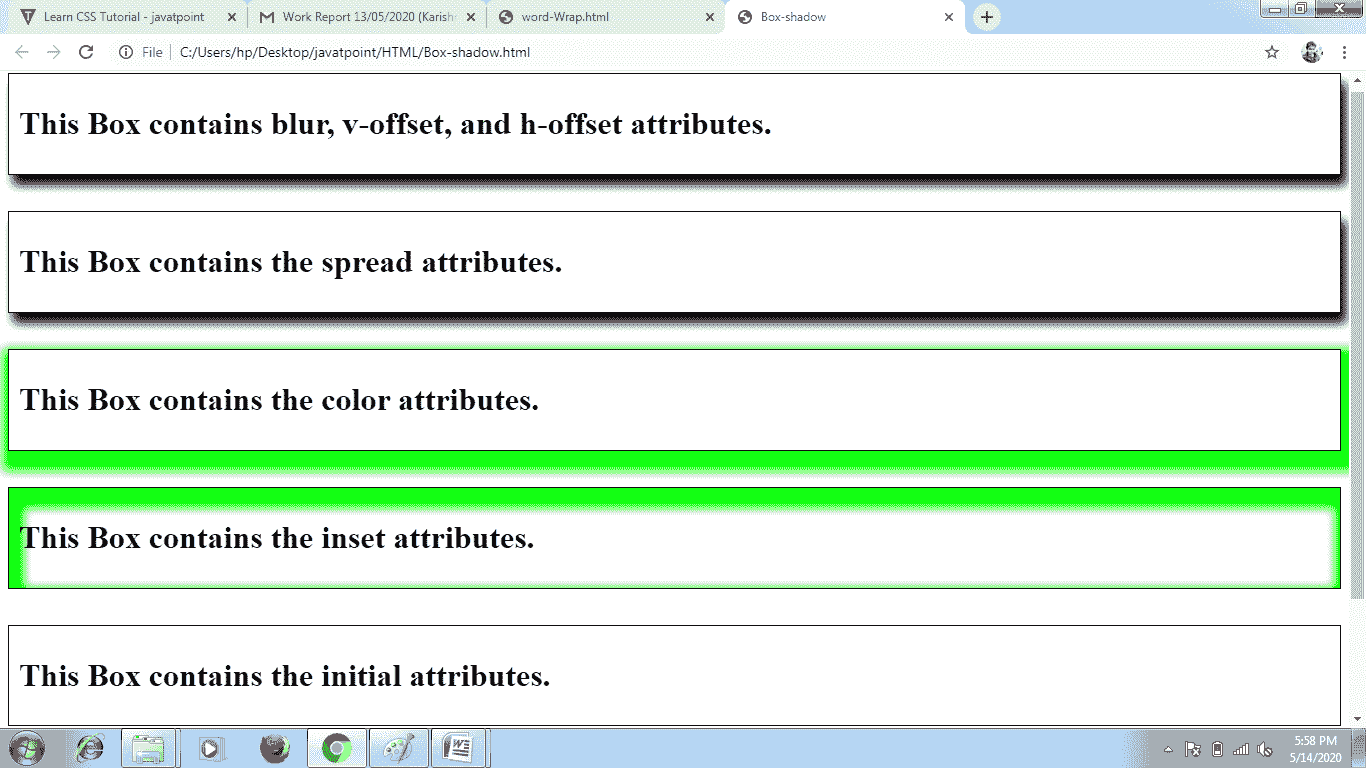 Learn CSS Tutorial - javatpoint
Work Report 13/05/2020 (Karish
word-Wrap.html
Box-shadow
File
C:/Users/hp/Desktop/javatpoint/HTML/Box-shadow.html
This Box contains blur, v-offset, and h-offset attributes.
This Box contains the spread attributes.
This Box contains the color attributes.
This Box contains the inset attributes.
This Box contains the initial attributes.
5:58 PM
5/14/2020